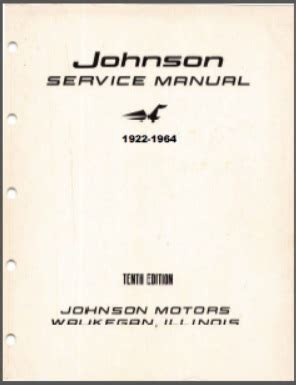 Johnson
SERVICE MANUAL
1922-1964
TENTH EDITION
JOHNSON MOTORS
WAUKEGAN, ILLINOIS